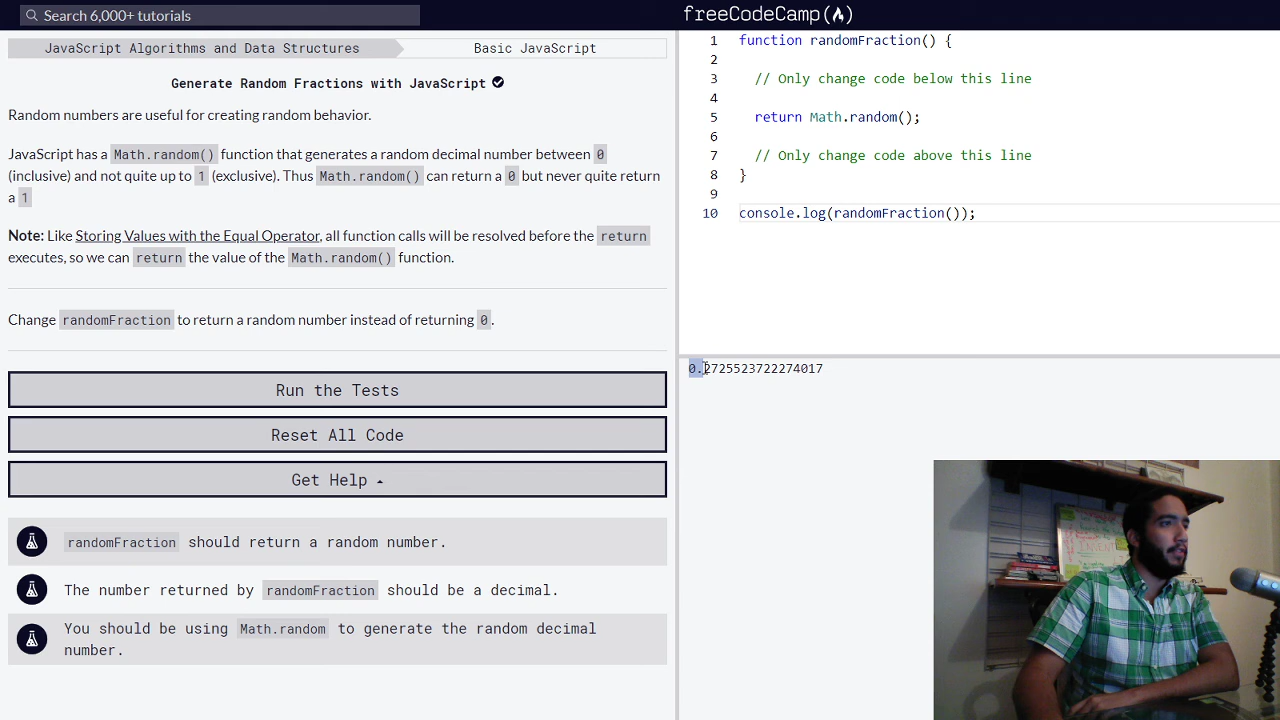 Search 6,000+ tutorials
freeCodeCamp
JavaScript Algorithms and Data Structures
Basic JavaScript
Generate Random Fractions with JavaScript
Random numbers are useful for creating random behavior.
JavaScript has a Math.random() function that generates a random decimal number between 0
(inclusive) and not quite up to 1 (exclusive). Thus Math.random() can return a 0 but never quite return
a 1
Note: Like Storing Values with the Equal Operator, all function calls will be resolved before the return
executes, so we can return the value of the Math.random() function.
Change randomFraction to return a random number instead of returning 0.
Run the Tests
Reset All Code
Get Help
randomFraction should return a random number.
The number returned by randomFraction should be a decimal.
You should be using Math.random to generate the random decimal
number.
1 function randomFraction() {
2
3 // Only change code below this line
4
5 return Math.random();
6
7 // Only change code above this line
8 }
9
10 console.log(randomFraction());
0.2725523722274017